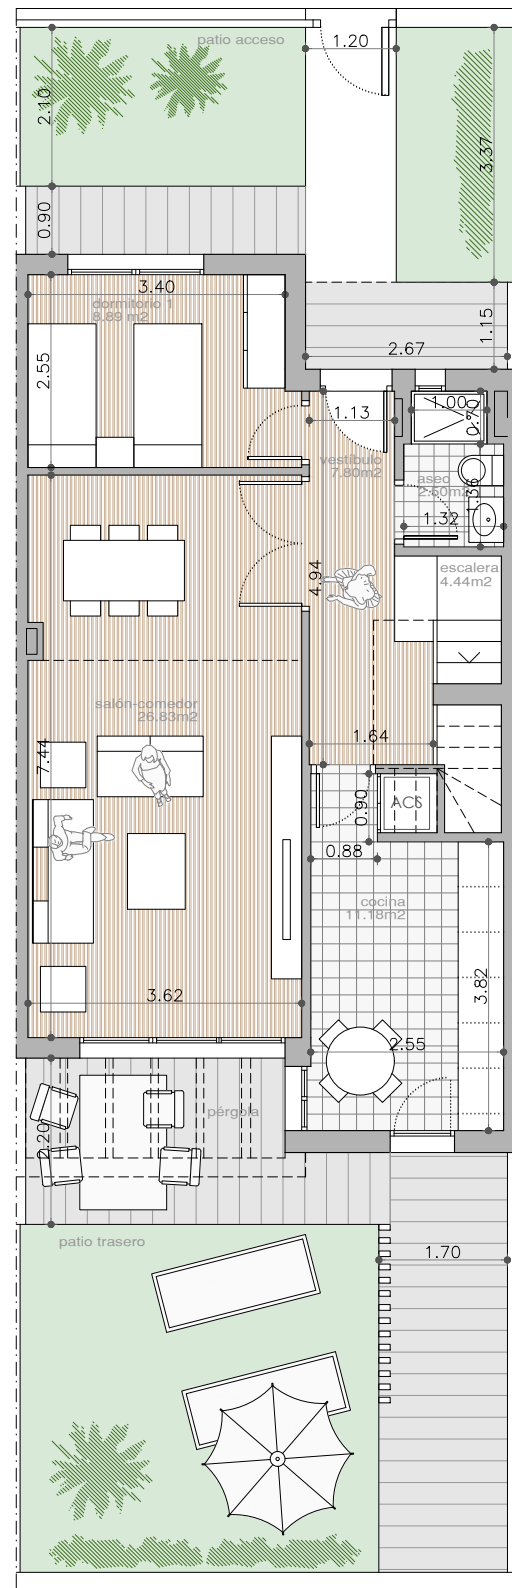 patio acceso
1.20
2.10
3.37
0.90
1.15
3.40
dormitorio 1
8.89 m2
2.67
2.55
1.00
0.90
1.13
vestíbulo
7.80m2
aseo
2.60m2
1.36
1.32
escalera
4.44m2
4.94
salón-comedor
26.83m2
7.44
1.64
ACS
0.90
0.88
cocina
11.18m2
3.82
3.62
2.55
pérgola
patio trasero
1.70